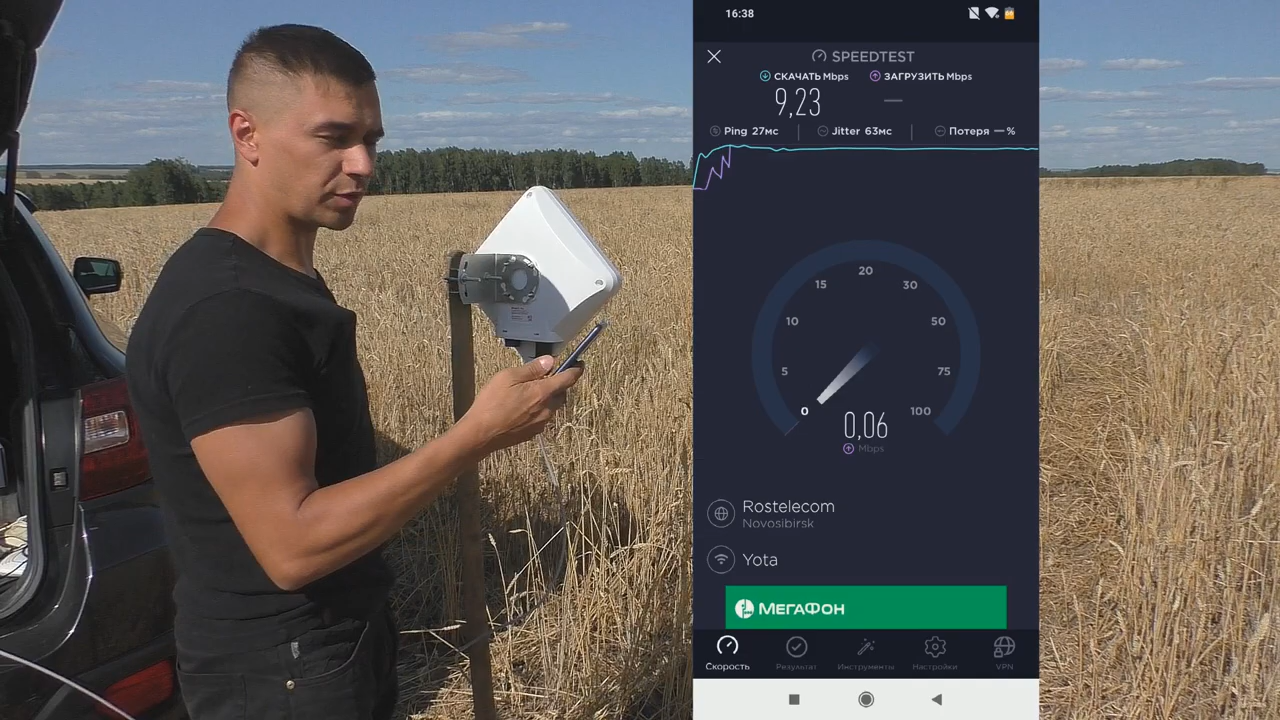 16:38
SPEEDTEST
СКАЧАТЬ Mbps ЗАГРУЗИТЬ Mbps
9,23 —
Ping 27мс Jitter 63мс Потеря — %
20
15 30
10 50
5 75
0 100
0,06
Mbps
Rostelecom
Novosibirsk
Yota
МЕГАФОН
Скорость Результат Инструменты Настройки VPN